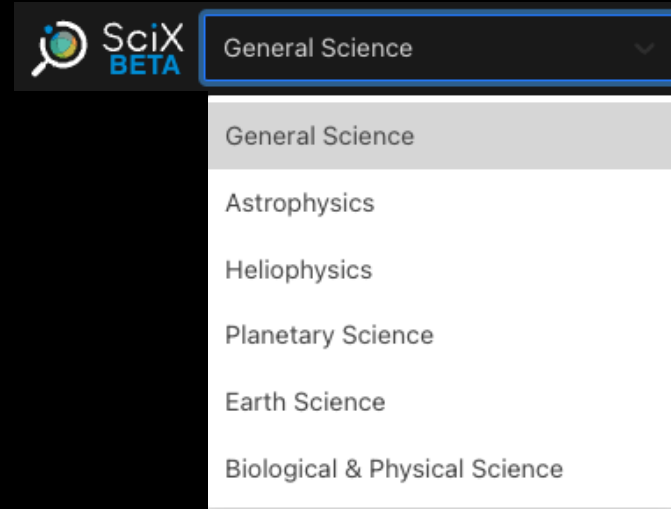 SciX
BETA
General Science
General Science
Astrophysics
Heliophysics
Planetary Science
Earth Science
Biological & Physical Science